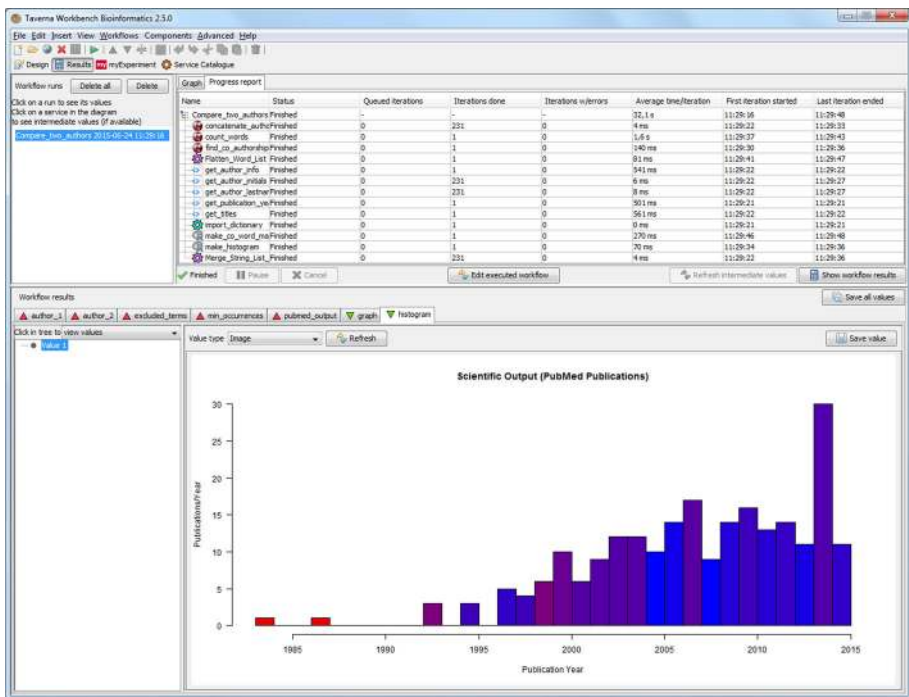 Taverna Workbench Bioinformatics 2.5.0
File Edit Insert View Workflows Components Advanced Help
Design Results my myExperiment Service Catalogue
Workflow runs Delete all Delete
Click on a run to see its values
Click on a service in the diagram
to see intermediate values (if available)
Compare_two_authors 2015-06-24 11:29:16
Graph Progress report
Name Status Queued iterations Iterations done Iterations w/errors Average time/iteration First iteration started Last iteration ended
Compare_two_authors Finished - - - 32,1 s 11:29:16 11:29:48
concatenate_autho Finished 0 231 0 4 ms 11:29:22 11:29:33
count_words Finished 0 1 0 1,6 s 11:29:37 11:29:43
find_co_authorship Finished 0 1 0 140 ms 11:29:30 11:29:36
Flatten_Word_List Finished 0 1 0 81 ms 11:29:41 11:29:47
get_author_info Finished 0 1 0 541 ms 11:29:22 11:29:22
get_author_initials Finished 0 231 0 6 ms 11:29:22 11:29:27
get_author_lastnar Finished 0 231 0 8 ms 11:29:22 11:29:27
get_publication_ye Finished 0 1 0 501 ms 11:29:21 11:29:22
get_titles Finished 0 1 0 561 ms 11:29:22 11:29:22
import_dictionary Finished 0 1 0 0 ms 11:29:21 11:29:21
make_co_word_ma Finished 0 1 0 270 ms 11:29:46 11:29:48
make_histogram Finished 0 1 0 70 ms 11:29:34 11:29:36
Merge_String_List_ Finished 0 231 0 4 ms 11:29:22 11:29:36
Finished Pause Cancel Edit executed workflow Refresh intermediate values Show workflow results
Workflow results Save all values
author_1 author_2 excluded_terms min_occurrences pubmed_output graph histogram
Click in tree to view values
Value 1
Value type Image Refresh Save value
Scientific Output (PubMed Publications)
Publications/Year
30
25
20
15
10
5
0
1985 1990 1995 2000 2005 2010 2015
Publication Year